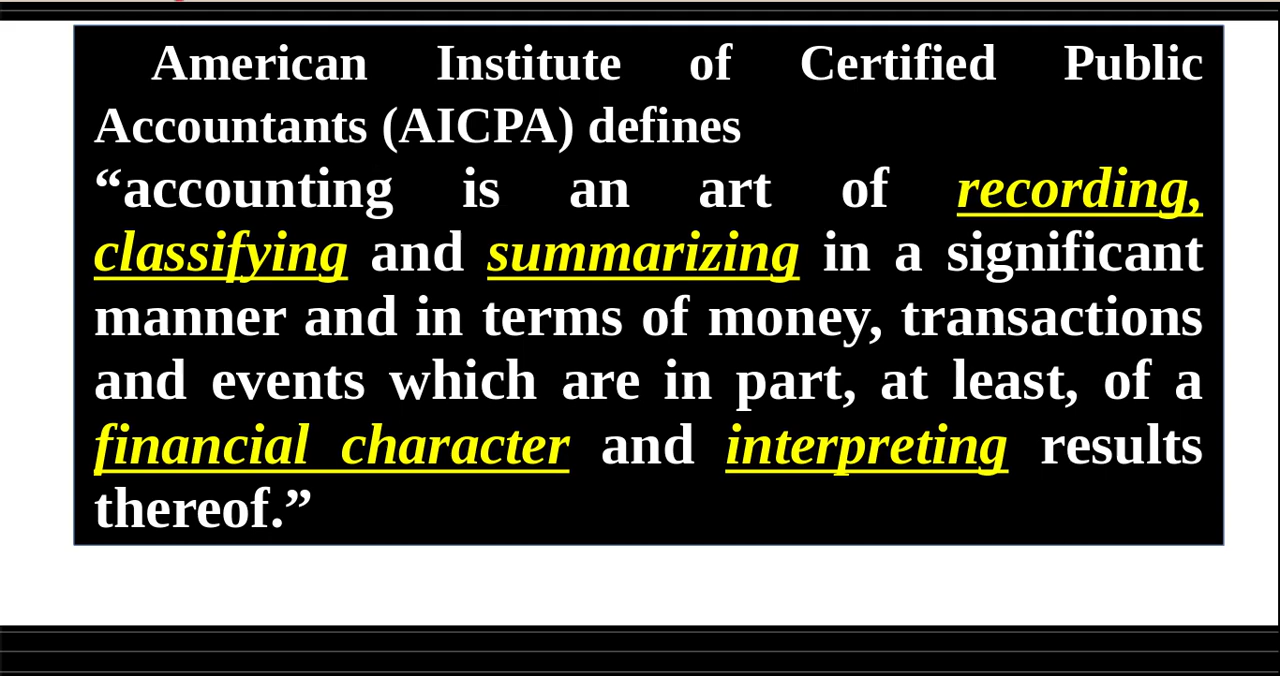 American Institute of Certified Public
Accountants (AICPA) defines
“accounting is an art of recording,
classifying and summarizing in a significant
manner and in terms of money, transactions
and events which are in part, at least, of a
financial character and interpreting results
thereof.”